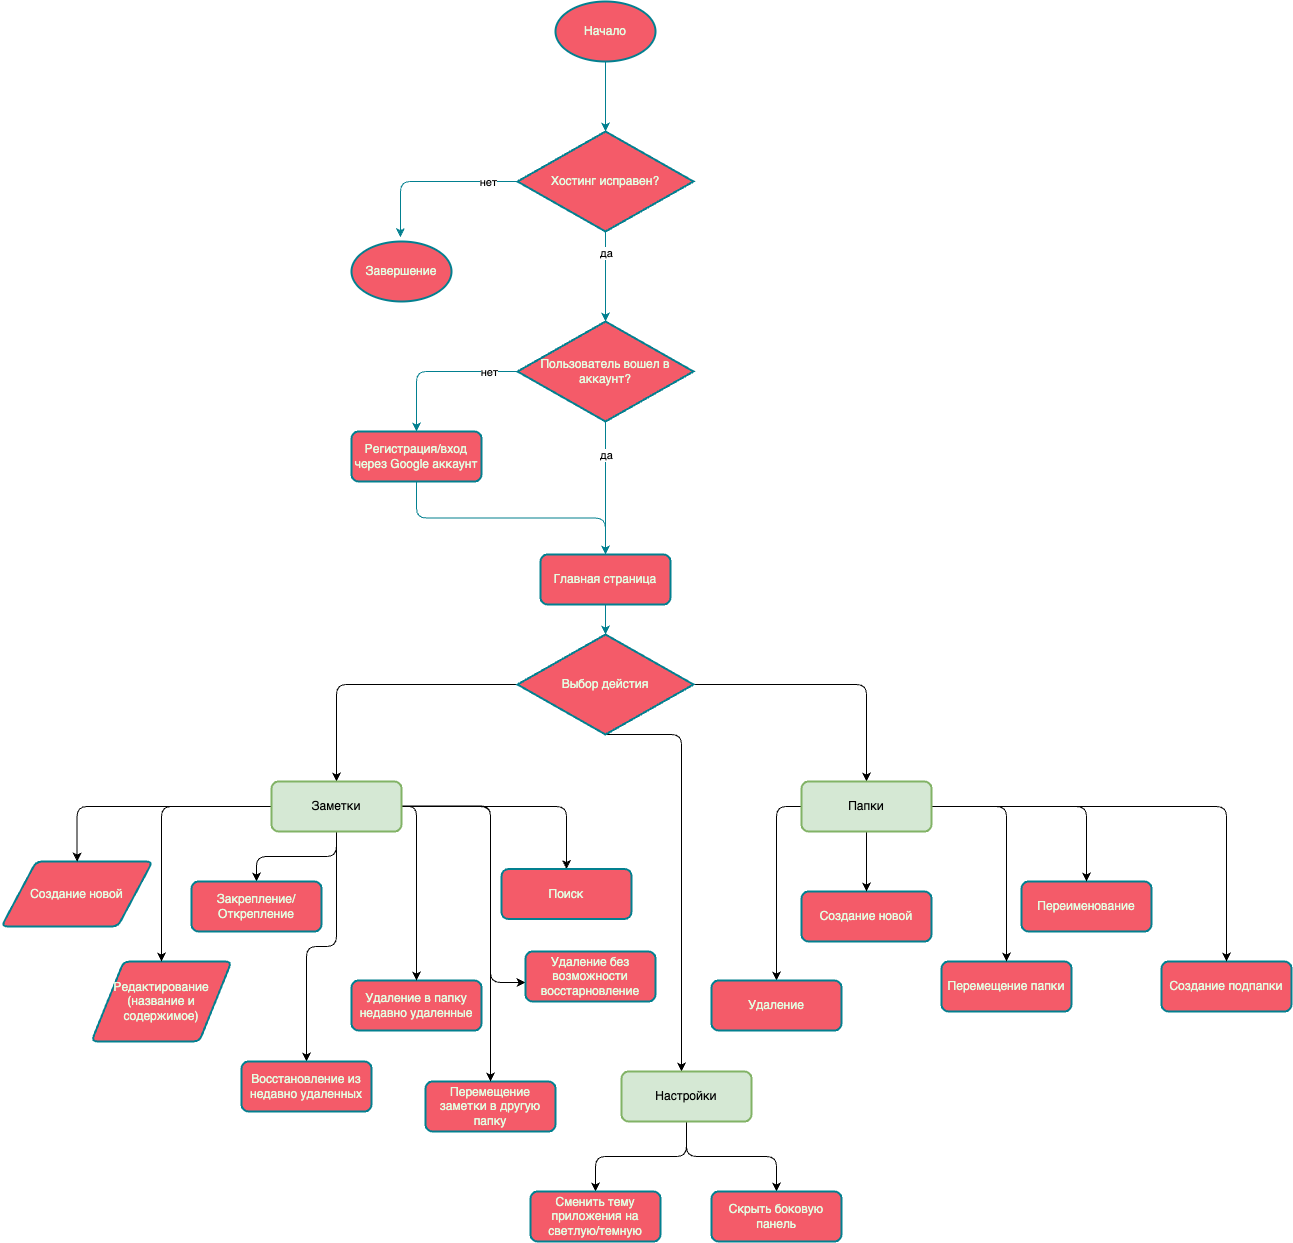 Начало
Хостинг исправен?
нет
да
Завершение
Пользователь вошел в
аккаунт?
нет
да
Регистрация/вход
через Google аккаунт
Главная страница
Выбор дейстия
Заметки
Папки
Создание новой
Закрепление/
Открепление
Поиск
Создание новой
Переименование
Редактирование
(название и
содержимое)
Удаление в папку
недавно удаленные
Удаление без
возможности
восстарновление
Удаление
Перемещение папки
Создание подпапки
Восстановление из
недавно удаленных
Перемещение
заметки в другую
папку
Настройки
Сменить тему
приложения на
светлую/темную
Скрыть боковую
панель